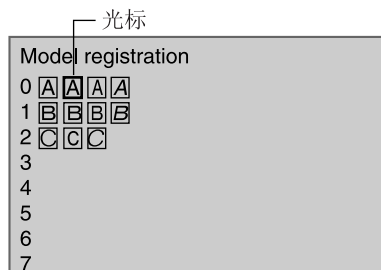 光标
Model registration
0 A A A A
1 B B B B
2 C C C
3
4
5
6
7